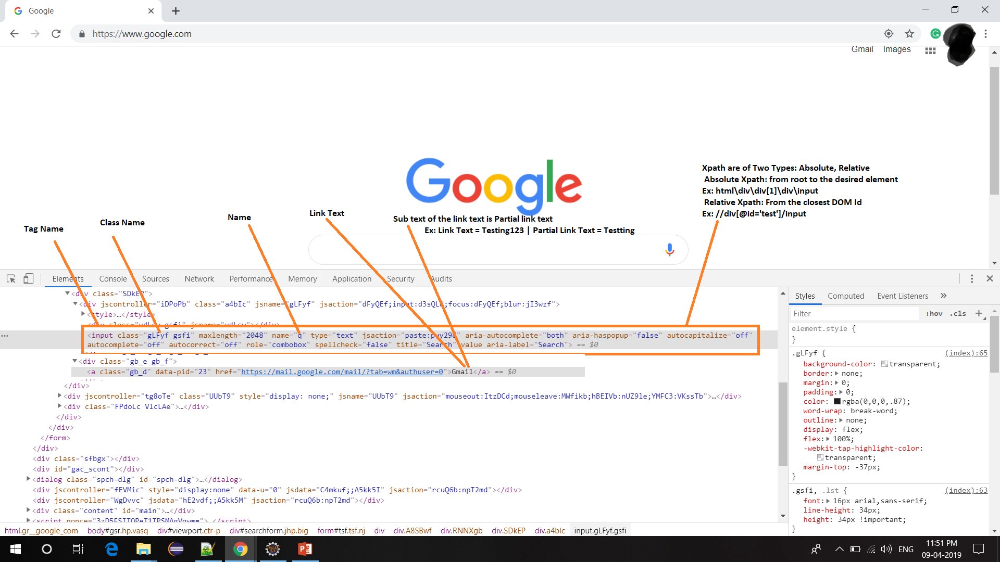 Google
https://www.google.com
Gmail Images
Google
Xpath are of Two Types: Absolute, Relative
Absolute Xpath: from root to the desired element
Ex: html\div\div[1]\div\input
Relative Xpath: From the closest DOM Id
Ex: //div[@id='test']/input
Tag Name
Class Name
Name
Link Text
Sub text of the link text is Partial link text
Ex: Link Text = Testing123 | Partial Link Text = Testting
Elements Console Sources Network Performance Memory Application Security Audits
<div class="SDkEP">
<div jscontroller="iDPoPb" class="a4bIc" jsname="gLFyf" jsaction="dFyQEf;input:d3sQLd;focus:dFyQEf;blur:jI3wzf">
<style>…</style>
<input class="gLFyf gsfi" maxlength="2048" name="q" type="text" jsaction="paste:puy29d" aria-autocomplete="both" aria-haspopup="false" autocapitalize="off"
autocomplete="off" autocorrect="off" role="combobox" spellcheck="false" title="Search" value aria-label="Search"> == $0
<div class="gb_e gb_f">
<a class="gb_d" data-pid="23" href="https://mail.google.com/mail/?tab=wm&authuser=0">Gmail</a> == $0
</div>
<div jscontroller="tg8oTe" class="UUbT9" style="display: none;" jsname="UUbT9" jsaction="mouseout:ItzDCd;mouseleave:MWfikb;hBEIVb:nUZ9le;YMFC3:VKssTb">…</div>
<div class="FPdoLc VlcLAe">…</div>
</div>
</div>
</form>
</div>
<div class="sfbgx"></div>
<div id="gac_scont"></div>
<dialog class="spch-dlg" id="spch-dlg">…</dialog>
<div jscontroller="fEVMic" style="display:none" data-u="0" jsdata="C4mkuf;;A5kk5I" jsaction="rcuQ6b:npT2md"></div>
<div jscontroller="WgDvvc" jsdata="hE2vdf;;A5kk5M" jsaction="rcuQ6b:npT2md"></div>
<div class="content" id="main">…</div>
html.gr__google_com body#gsr.hp.vasq div#viewport.ctr-p div#searchform.jhp.big form#tsf.tsf.nj div div.A8SBwf div.RNNXgb div.SDkEP div.a4bIc input.gLFyf.gsfi
Styles Computed Event Listeners »
Filter :hov .cls +
element.style {
}
.gLFyf { (index):65
background-color: transparent;
border: none;
margin: 0;
padding: 0;
color: rgba(0,0,0,.87);
word-wrap: break-word;
outline: none;
display: flex;
flex: 100%;
-webkit-tap-highlight-color:
transparent;
margin-top: -37px;
}
.gsfi, .lst { (index):63
font: 16px arial,sans-serif;
line-height: 34px;
height: 34px !important;
}
ENG
11:51 PM
09-04-2019